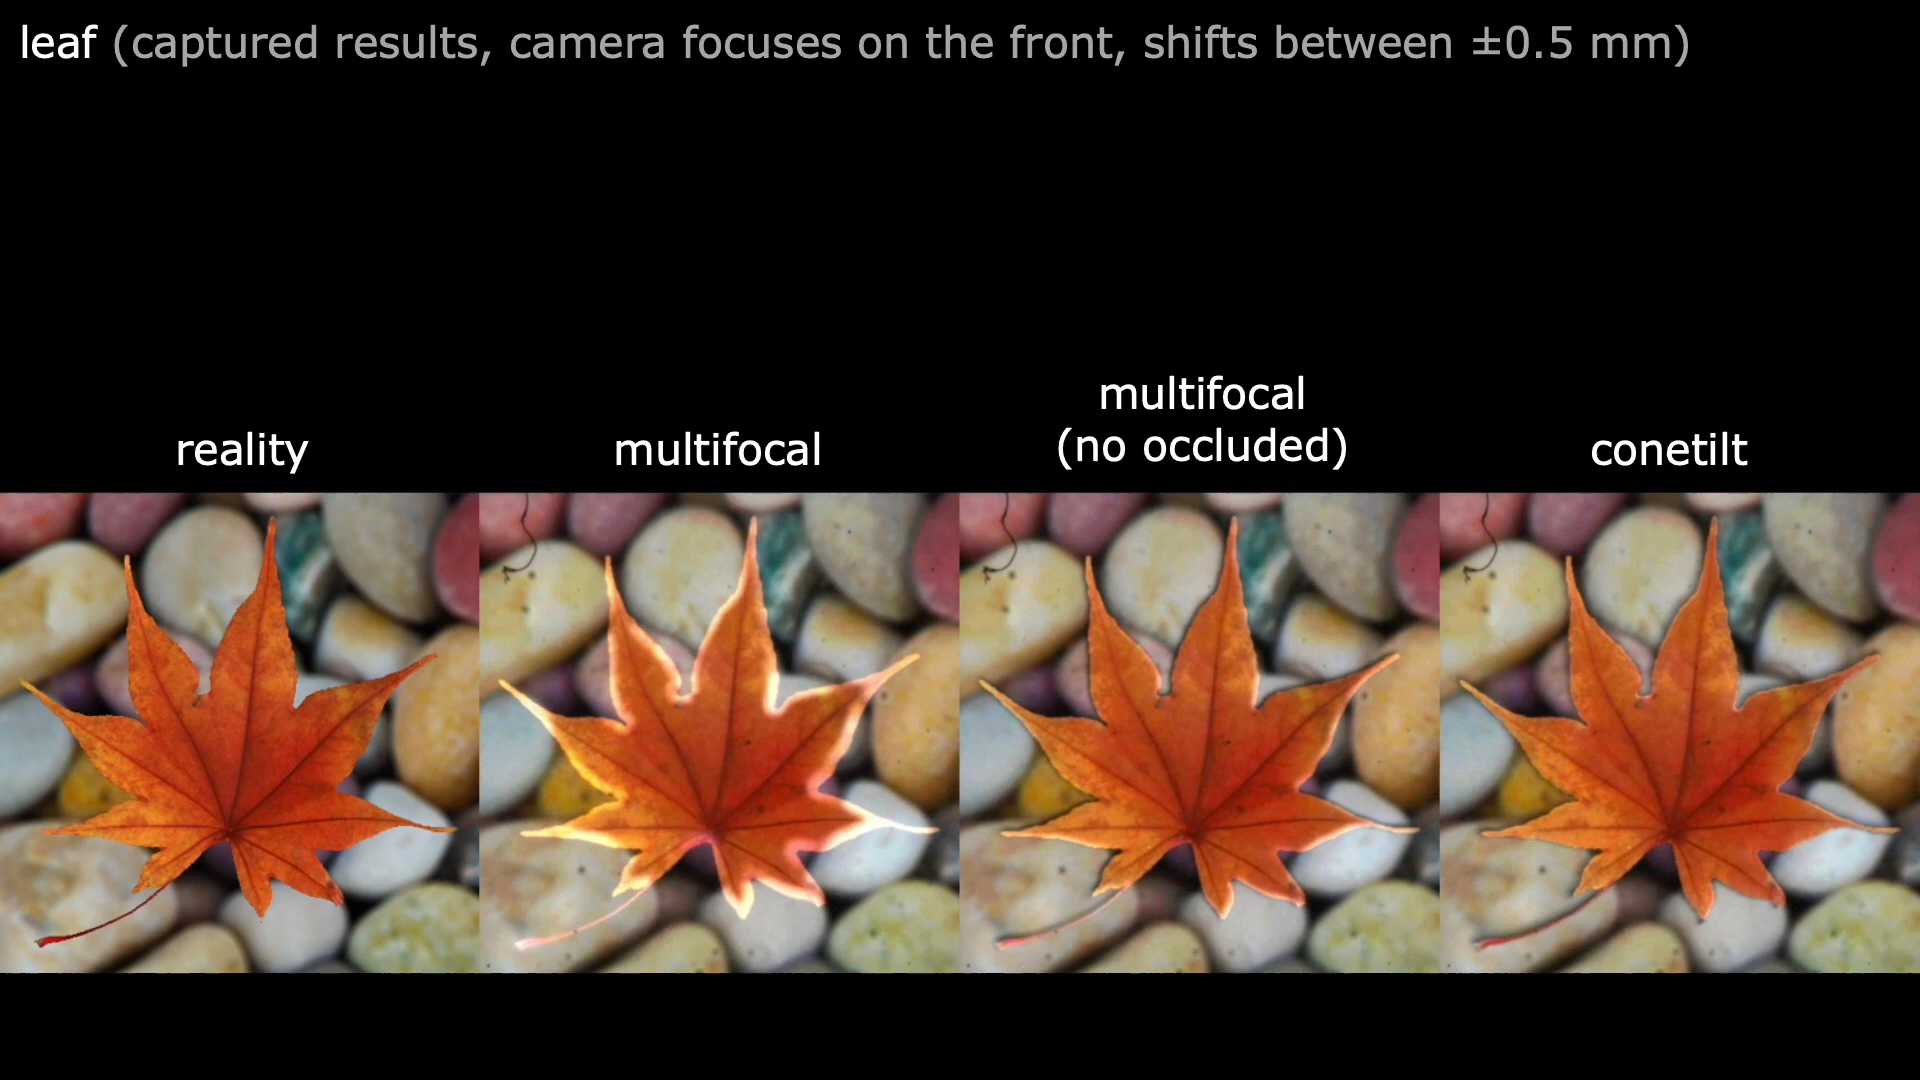 leaf (captured results, camera focuses on the front, shifts between ±0.5 mm)
reality
multifocal
multifocal
(no occluded)
conetilt